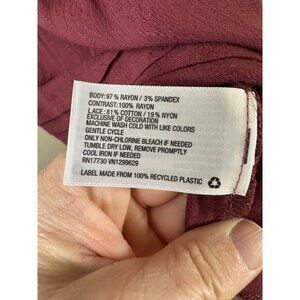 BODY: 97% RAYON / 3% SPANDEX
CONTRAST: 100% RAYON
LACE: 81% COTTON / 19% NYON
EXCLUSIVE OF DECORATION
MACHINE WASH COLD WITH LIKE COLORS
GENTLE CYCLE
ONLY NON-CHLORINE BLEACH IF NEEDED
TUMBLE DRY LOW, REMOVE PROMPTLY
COOL IRON IF NEEDED
RN17730 VN1299629
LABEL MADE FROM 100% RECYCLED PLASTIC